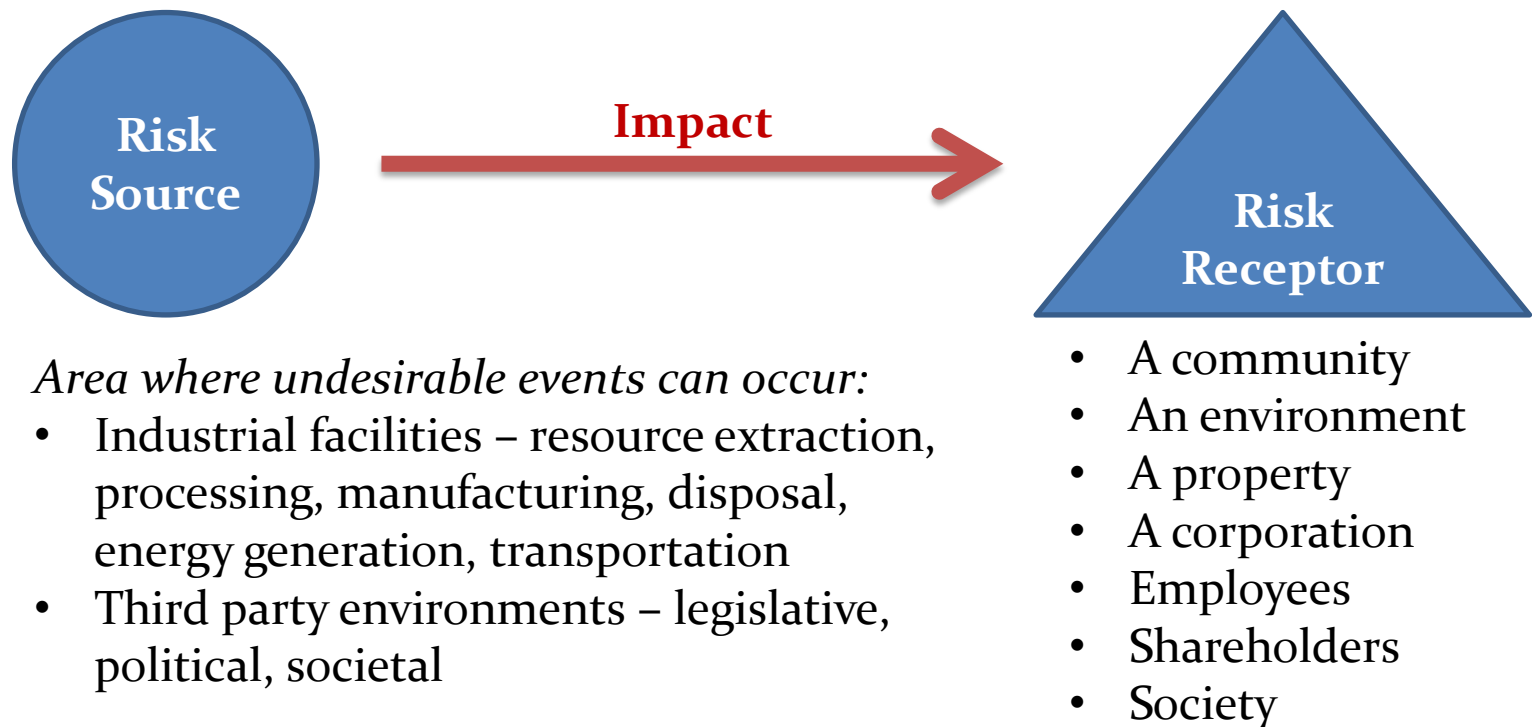 Risk
Source
Impact
Risk
Receptor
Area where undesirable events can occur:
• Industrial facilities – resource extraction,
processing, manufacturing, disposal,
energy generation, transportation
• Third party environments – legislative,
political, societal
• A community
• An environment
• A property
• A corporation
• Employees
• Shareholders
• Society